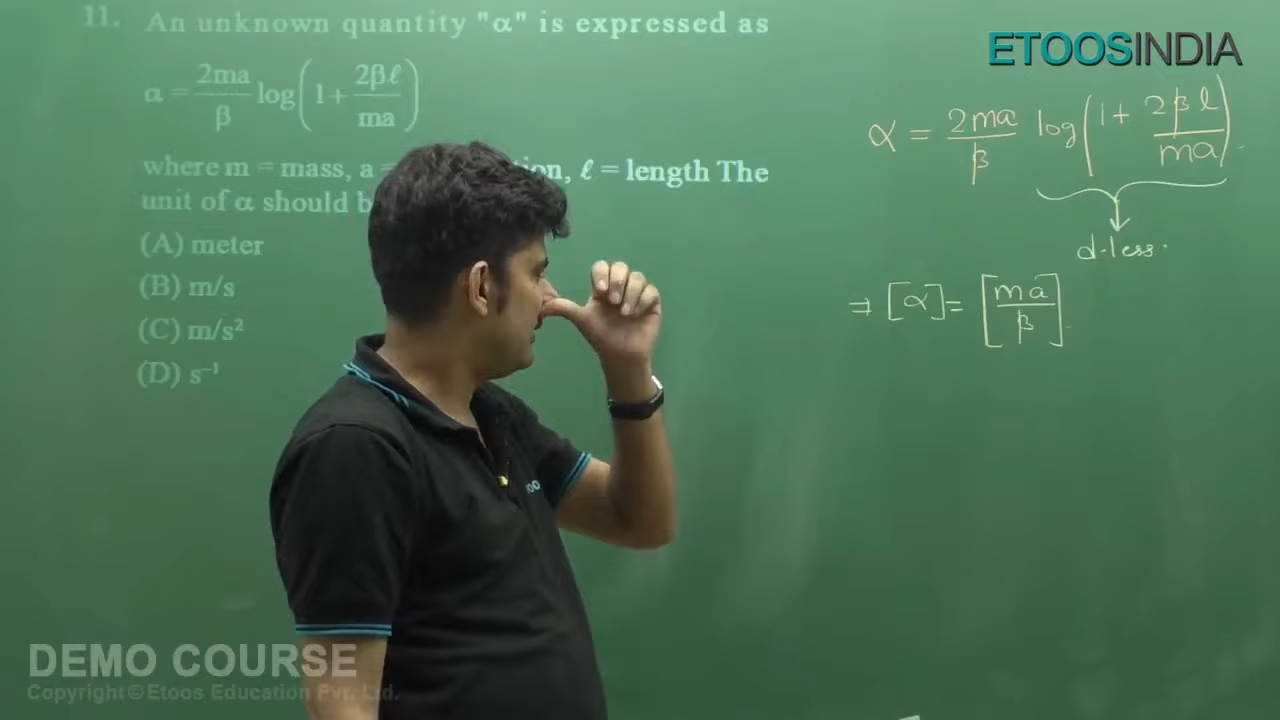 11. An unknown quantity "α" is expressed as
α = 2ma/β log(1+ 2βℓ/ma)
where m = mass, a = ion, ℓ = length The
unit of α should b
(A) meter
(B) m/s
(C) m/s²
(D) s⁻¹
ETOOSINDIA
α = 2ma/β log(1+ 2βl/ma)
d·less·
⇒ [α] = [ma/β]
DEMO COURSE
Copyright©Etoos Education Pvt. Ltd.